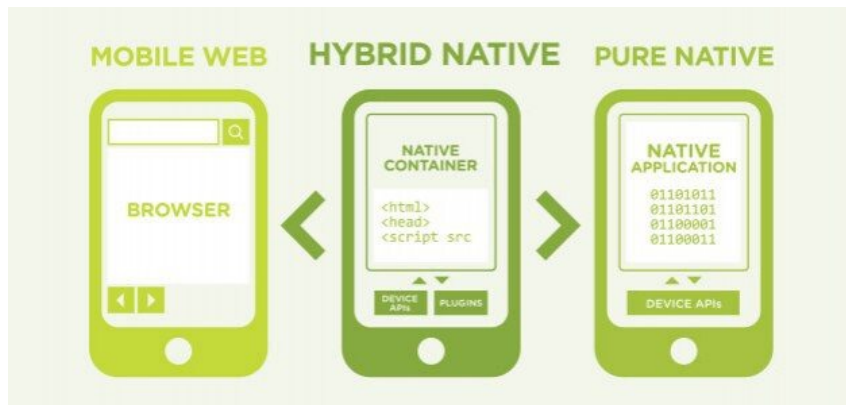 MOBILE WEB
HYBRID NATIVE
PURE NATIVE
BROWSER
NATIVE
CONTAINER
<html>
<head>
<script src
DEVICE
APIs
PLUGINS
NATIVE
APPLICATION
01101011
01101101
01100001
01100011
DEVICE APIs